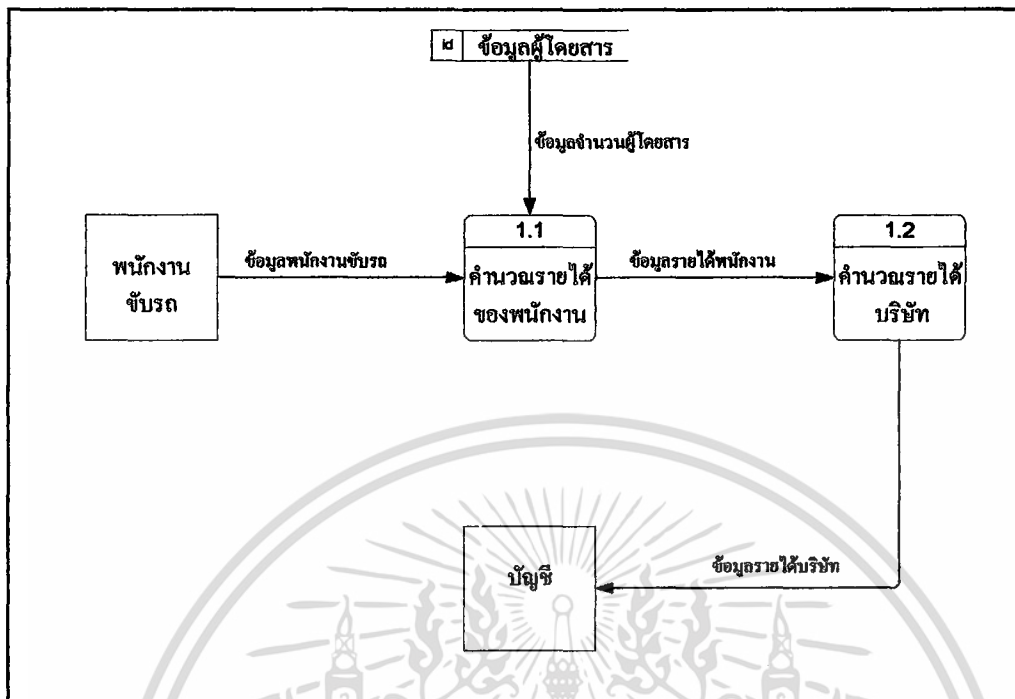 id ข้อมูลผู้โดยสาร
ข้อมูลจำนวนผู้โดยสาร
พนักงาน
ขับรถ
ข้อมูลพนักงานขับรถ
1.1
คำนวณรายได้
ของพนักงาน
ข้อมูลรายได้พนักงาน
1.2
คำนวณรายได้
บริษัท
บัญชี
ข้อมูลรายได้บริษัท